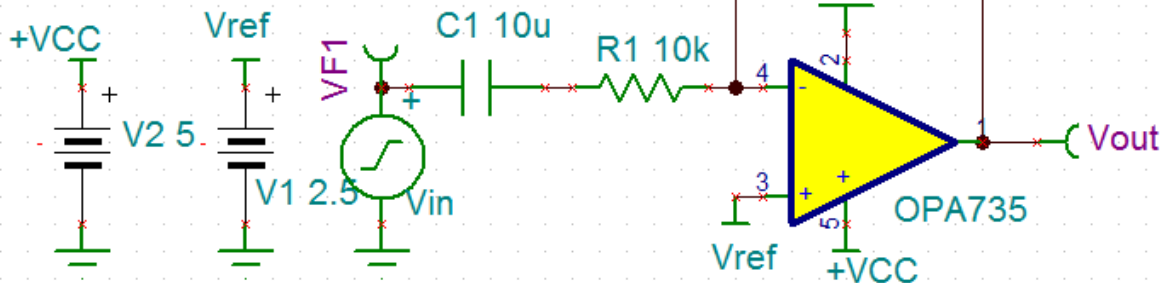 +VCC
Vref
VF1
C1 10u
R1 10k
V2 5
V1 2.5
+
+
+
Vin
4
2
-
1
Vout
3
+
+
5
OPA735
Vref
+VCC